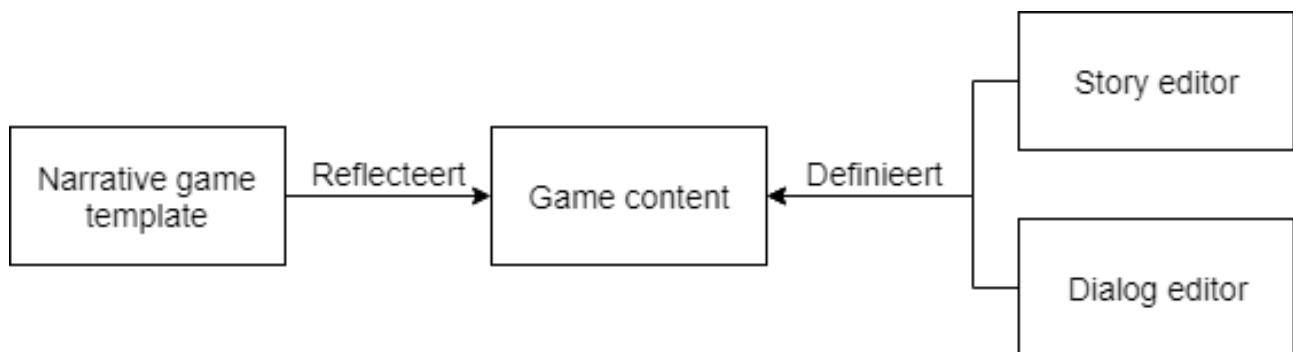 Story editor
Narrative game
template
Reflecteert
Game content
Definieert
Dialog editor